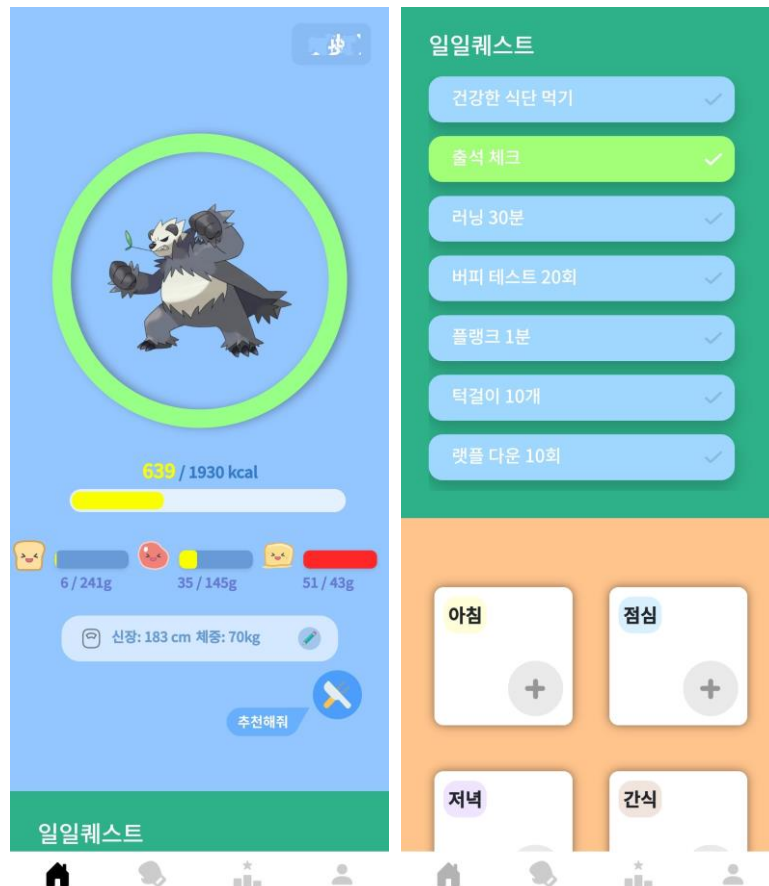 639 / 1930 kcal
6 / 241g
35 / 145g
51 / 43g
신장: 183 cm 체중: 70kg
추천해줘
일일퀘스트
일일퀘스트
건강한 식단 먹기
출석 체크
러닝 30분
버피 테스트 20회
플랭크 1분
턱걸이 10개
랫플 다운 10회
아침
점심
저녁
간식